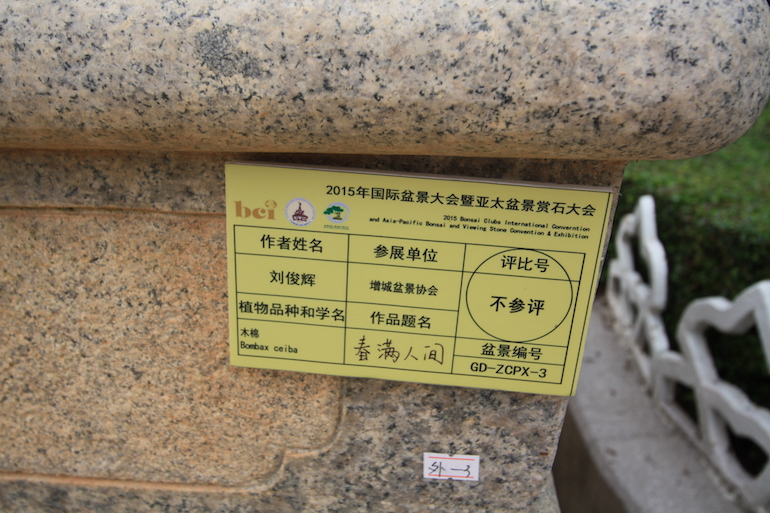 2015年国际盆景大会暨亚太盆景赏石大会
bci
2015 Bonsai Clubs International Convention
and Asia-Pacific Bonsai and Viewing Stone Convention & Exhibition
作者姓名 参展单位 评比号
刘俊辉 增城盆景协会 不参评
植物品种和学名 作品题名
木棉
Bombax ceiba
春满人间
盆景编号
GD-ZCPX-3
外-3